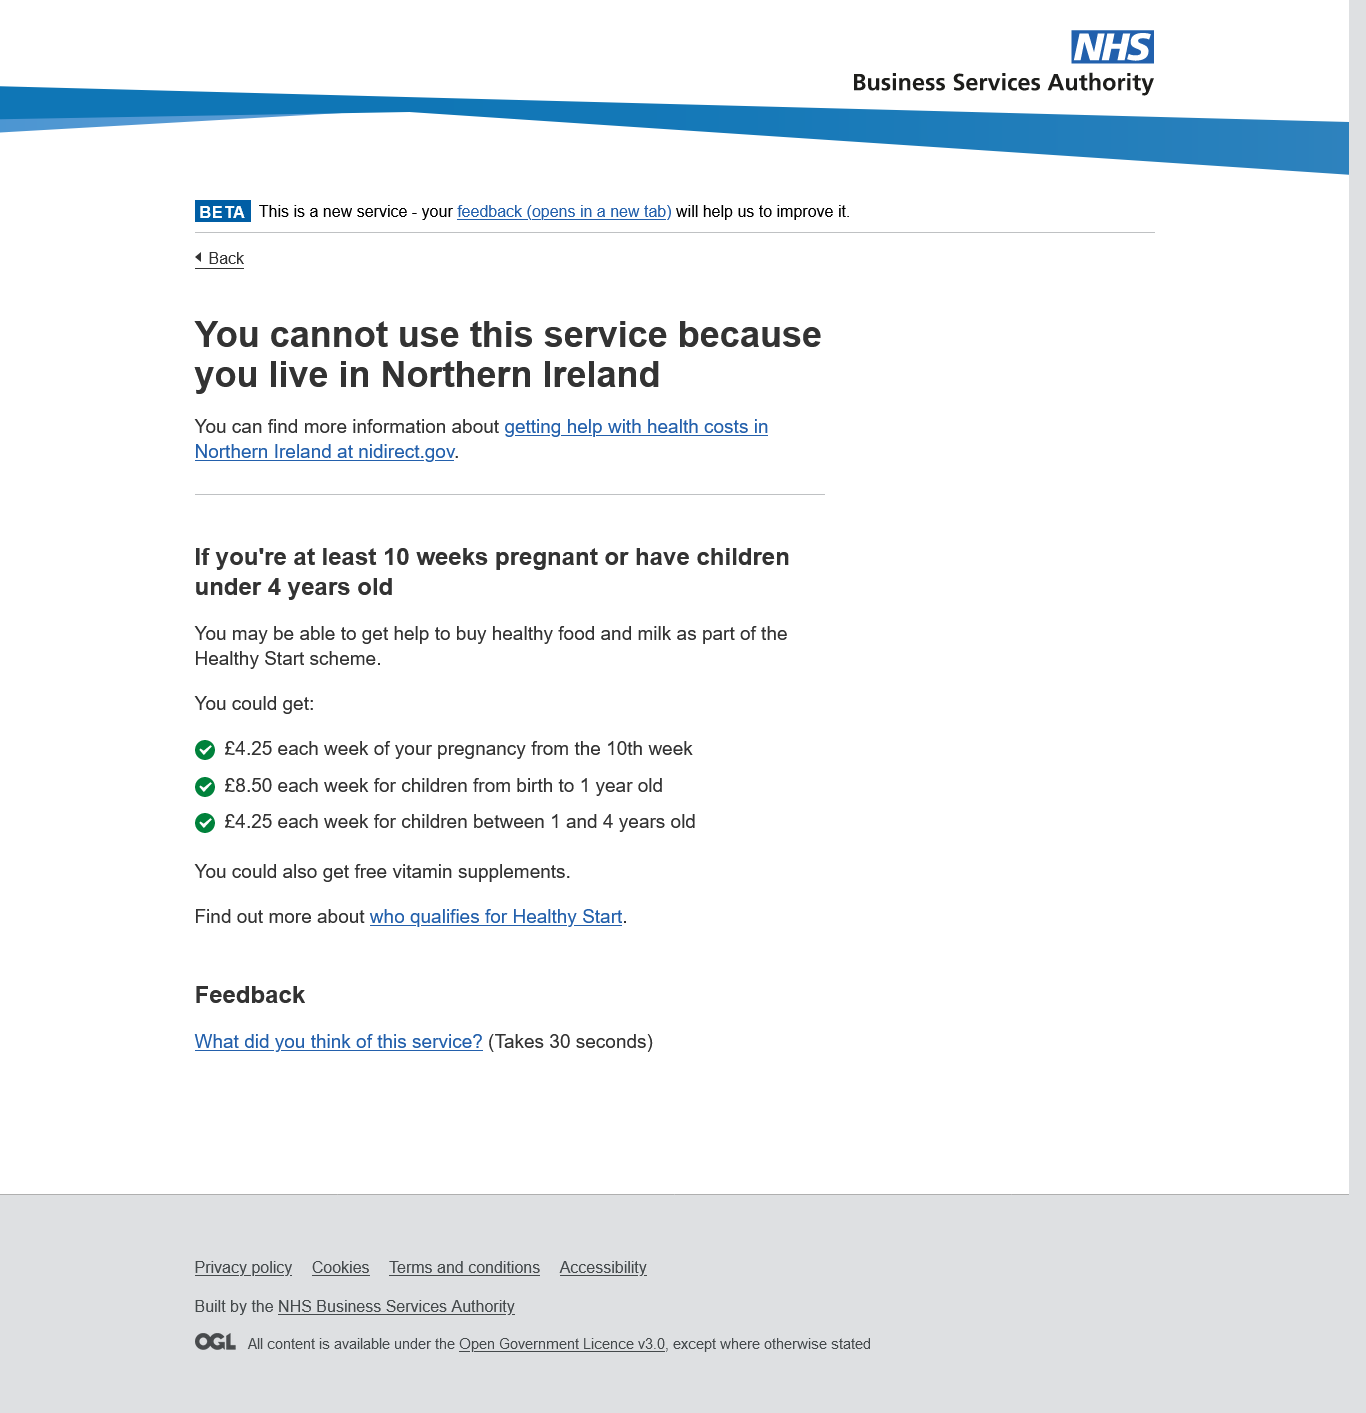 NHS
Business Services Authority
BETA This is a new service - your feedback (opens in a new tab) will help us to improve it.
Back
You cannot use this service because
you live in Northern Ireland
You can find more information about getting help with health costs in
Northern Ireland at nidirect.gov.
If you're at least 10 weeks pregnant or have children
under 4 years old
You may be able to get help to buy healthy food and milk as part of the
Healthy Start scheme.
You could get:
£4.25 each week of your pregnancy from the 10th week
£8.50 each week for children from birth to 1 year old
£4.25 each week for children between 1 and 4 years old
You could also get free vitamin supplements.
Find out more about who qualifies for Healthy Start.
Feedback
What did you think of this service? (Takes 30 seconds)
Privacy policy Cookies Terms and conditions Accessibility
Built by the NHS Business Services Authority
OGL All content is available under the Open Government Licence v3.0, except where otherwise stated